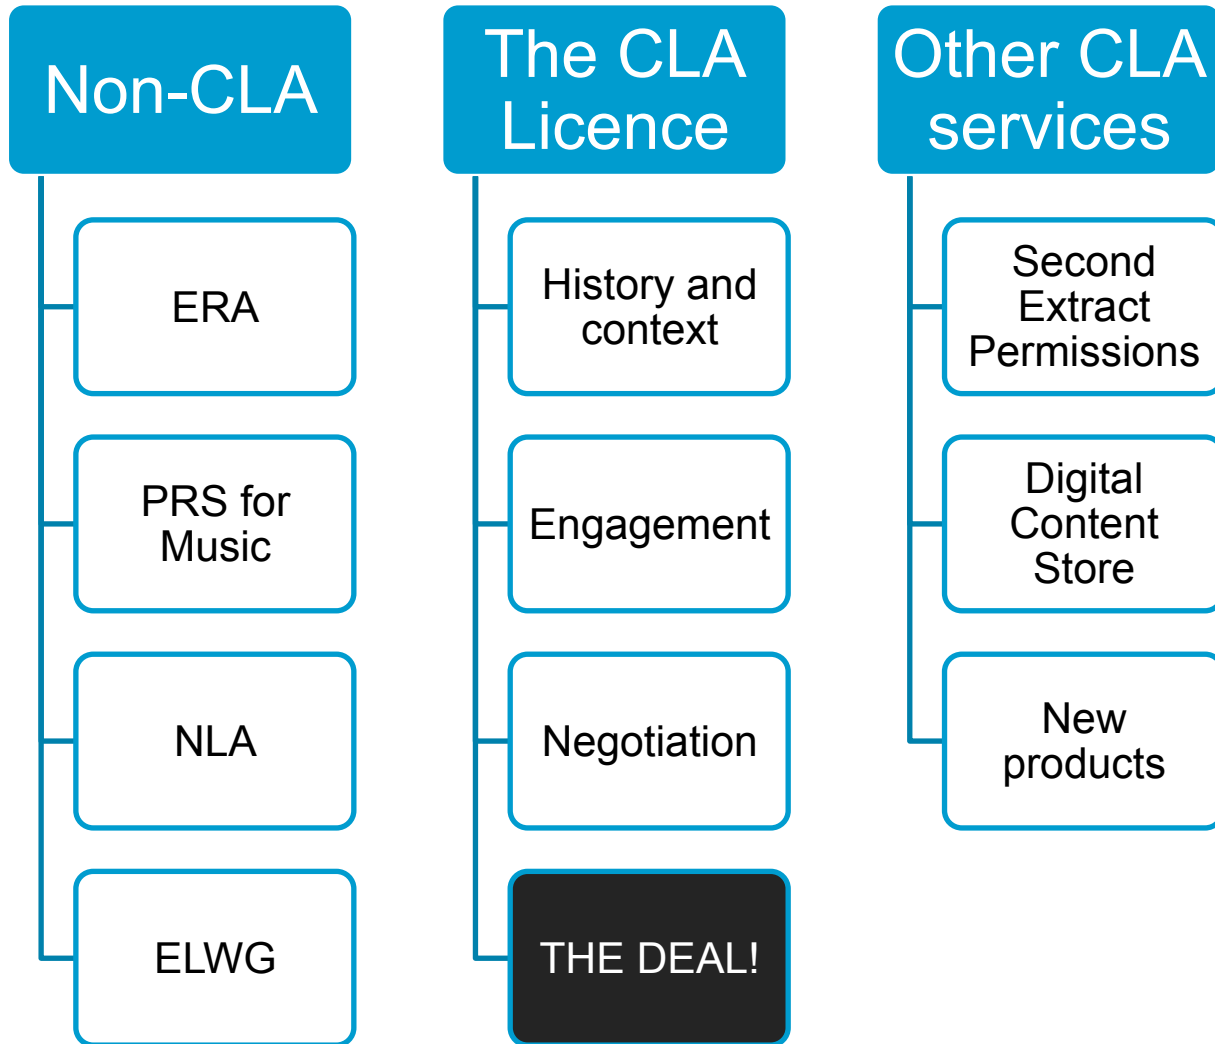 Non-CLA
ERA
PRS for
Music
NLA
ELWG
The CLA
Licence
History and
context
Engagement
Negotiation
THE DEAL!
Other CLA
services
Second
Extract
Permissions
Digital
Content
Store
New
products